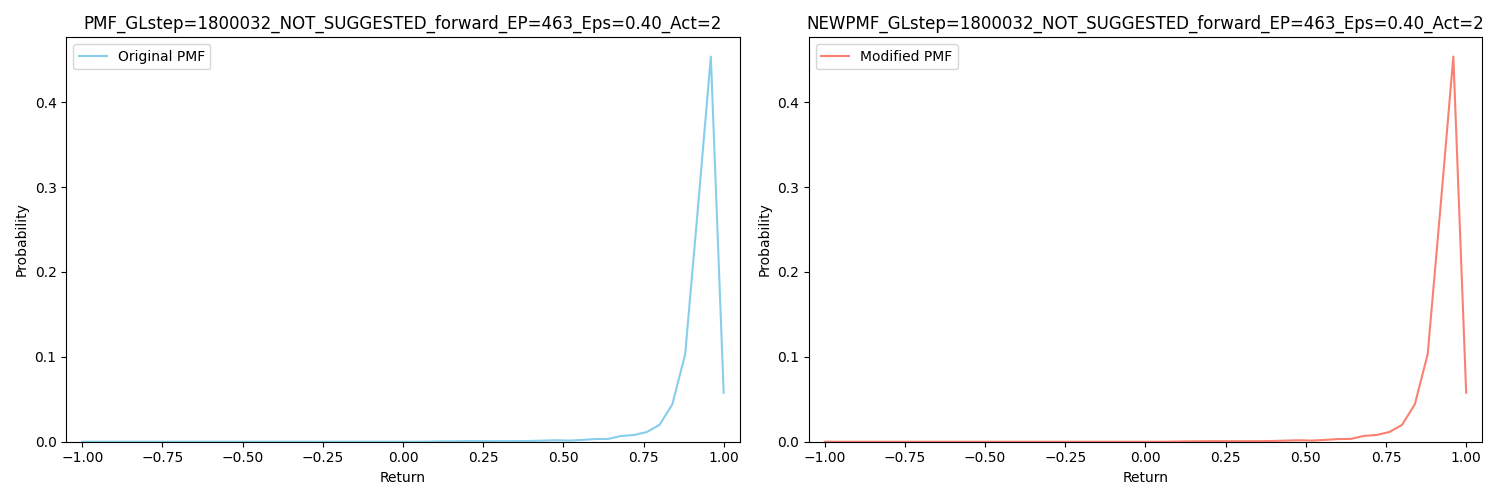 PMF_GLstep=1800032_NOT_SUGGESTED_forward_EP=463_Eps=0.40_Act=2
Original PMF
Probability
0.4
0.3
0.2
0.1
0.0
−1.00 −0.75 −0.50 −0.25 0.00 0.25 0.50 0.75 1.00
Return
NEWPMF_GLstep=1800032_NOT_SUGGESTED_forward_EP=463_Eps=0.40_Act=2
Modified PMF
Probability
0.4
0.3
0.2
0.1
0.0
−1.00 −0.75 −0.50 −0.25 0.00 0.25 0.50 0.75 1.00
Return